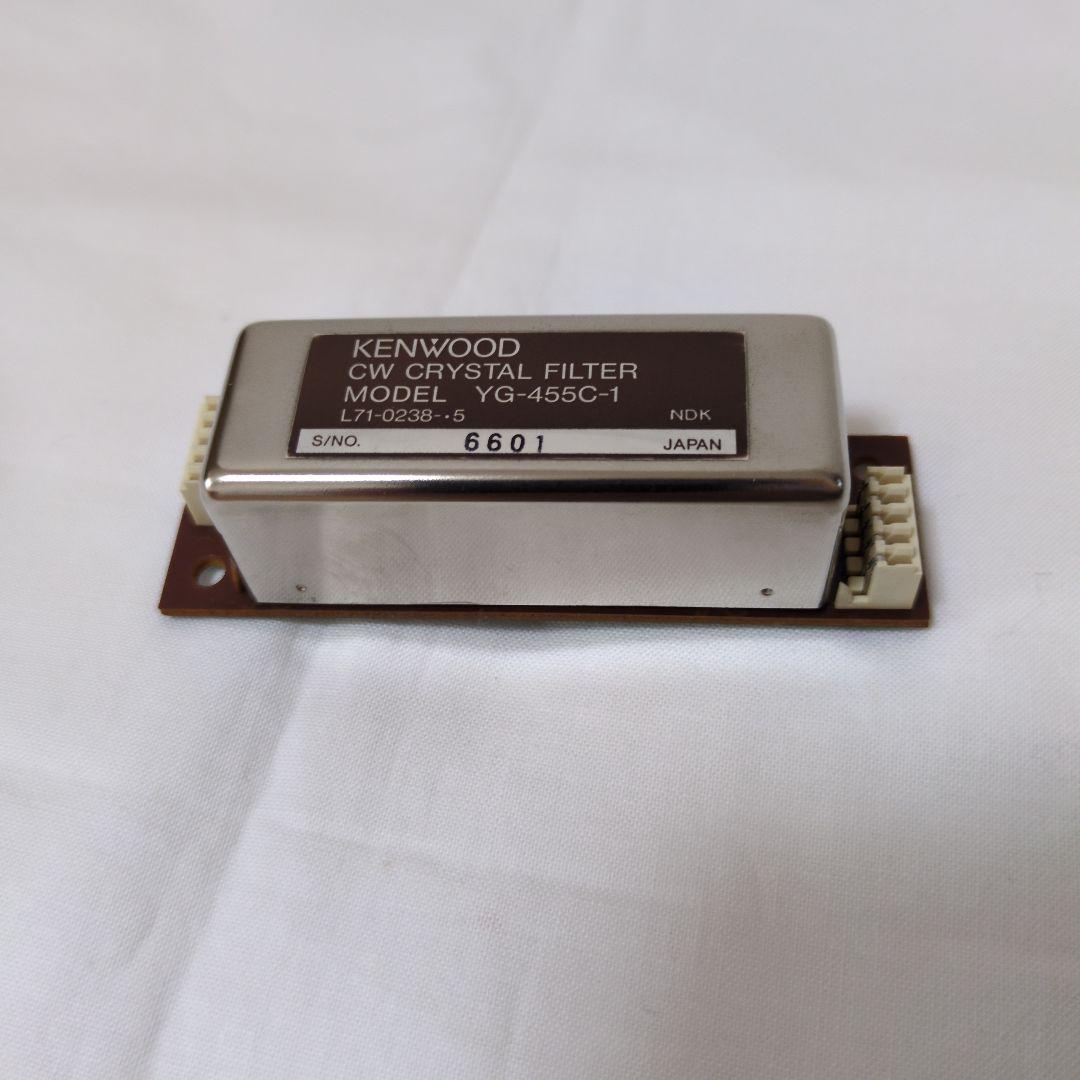 KENWOOD
CW CRYSTAL FILTER
MODEL YG-455C-1
L71-0238-·5 NDK
S/NO. 6601 JAPAN